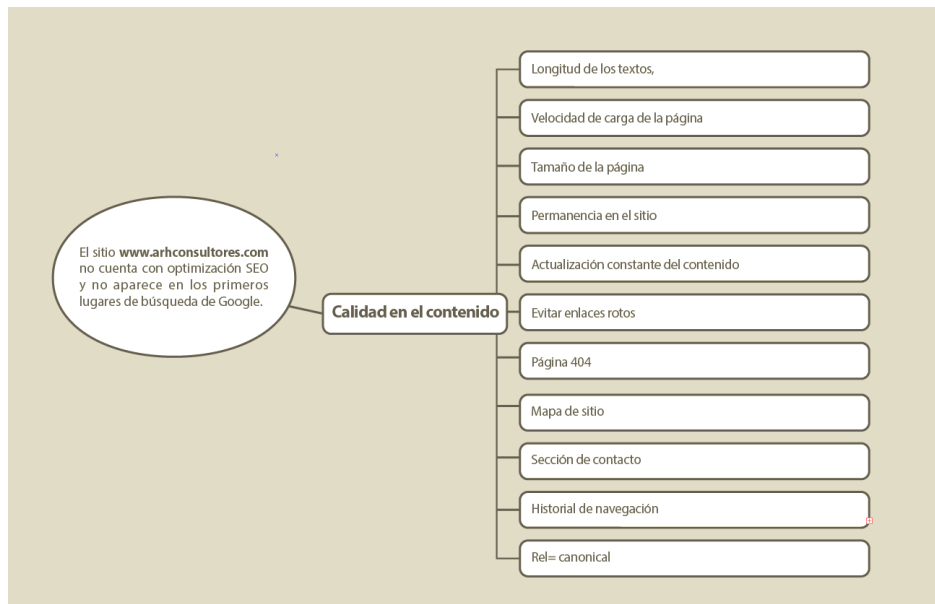 El sitio www.arhconsultores.com
no cuenta con optimización SEO
y no aparece en los primeros
lugares de búsqueda de Google.
Calidad en el contenido
Longitud de los textos,
Velocidad de carga de la página
Tamaño de la página
Permanencia en el sitio
Actualización constante del contenido
Evitar enlaces rotos
Página 404
Mapa de sitio
Sección de contacto
Historial de navegación
Rel= canonical